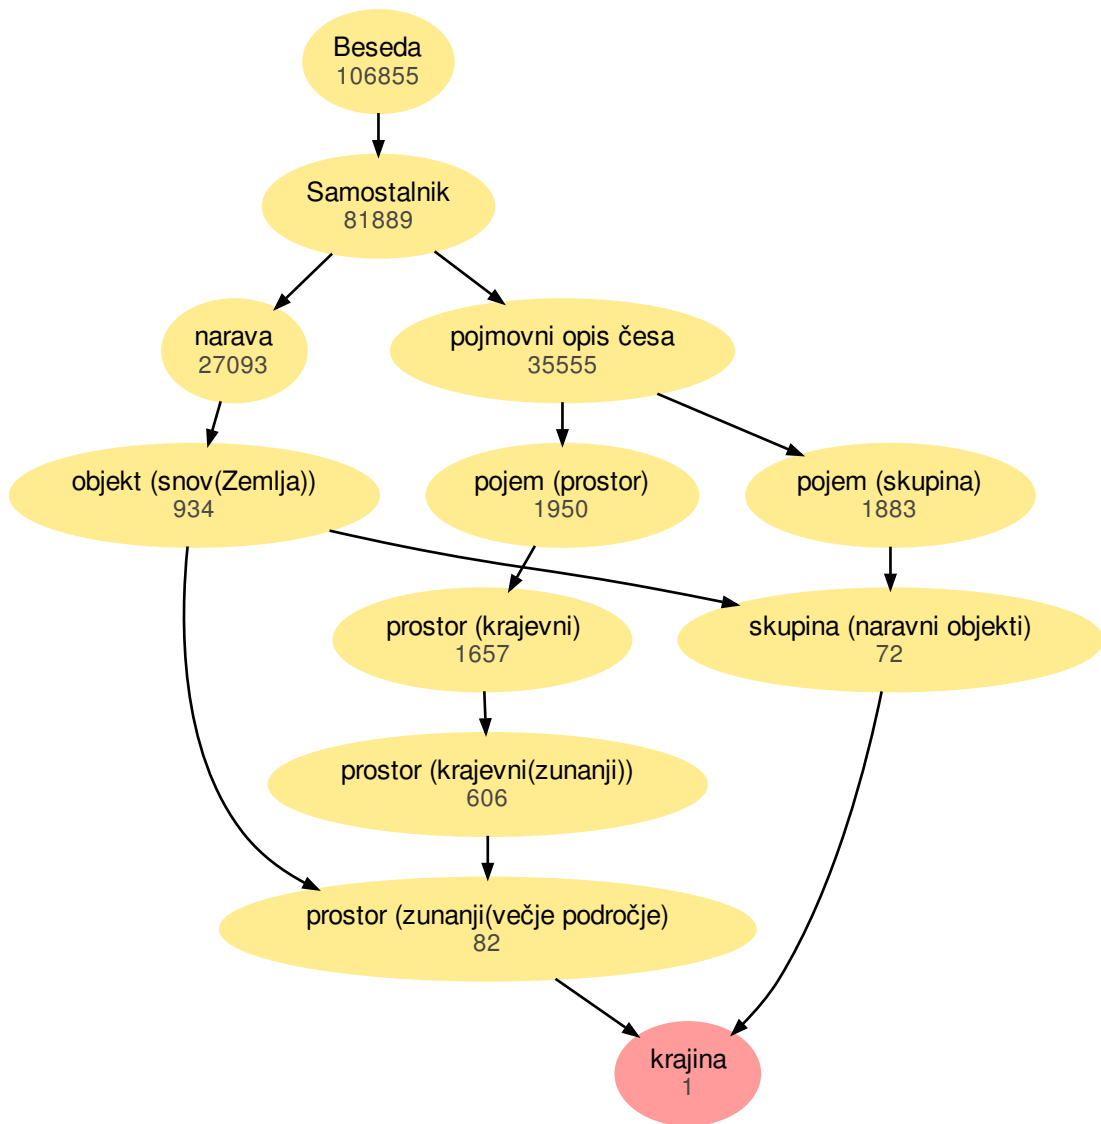 Beseda
106855
Samostalnik
81889
narava
27093
pojmovni opis česa
35555
objekt (snov(Zemlja))
934
pojem (prostor)
1950
pojem (skupina)
1883
prostor (krajevni)
1657
skupina (naravni objekti)
72
prostor (krajevni(zunanji))
606
prostor (zunanji(večje področje)
82
krajina
1